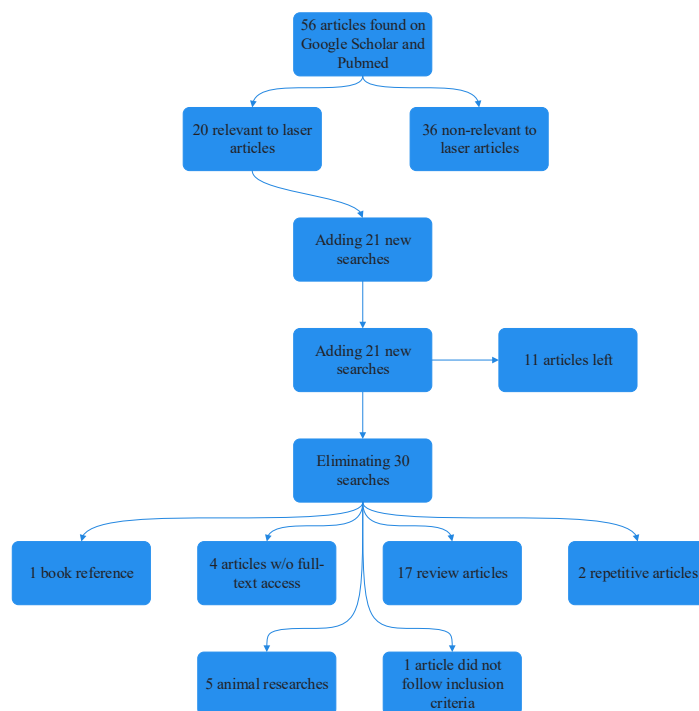 56 articles found on
Google Scholar and
Pubmed
20 relevant to laser
articles
36 non-relevant to
laser articles
Adding 21 new
searches
Adding 21 new
searches
11 articles left
Eliminating 30
searches
1 book reference
4 articles w/o full-
text access
17 review articles
2 repetitive articles
5 animal researches
1 article did not
follow inclusion
criteria